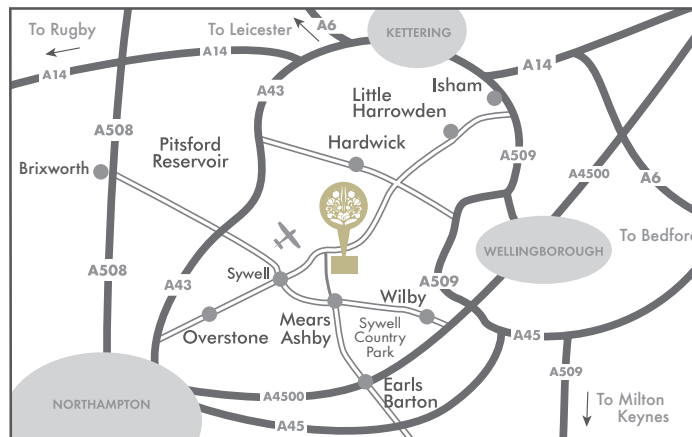 To Rugby
To Leicester
A6
KETTERING
A14
A14
A14
A43
Isham
Little
Harrowden
A508
Pitsford
Reservoir
Hardwick
A509
A4500
A6
Brixworth
WELLINGBOROUGH
To Bedford
A508
Sywell
A43
A509
Wilby
Overstone
Mears
Ashby
Sywell
Country
Park
A45
A509
Earls
Barton
A4500
NORTHAMPTON
A45
To Milton
Keynes